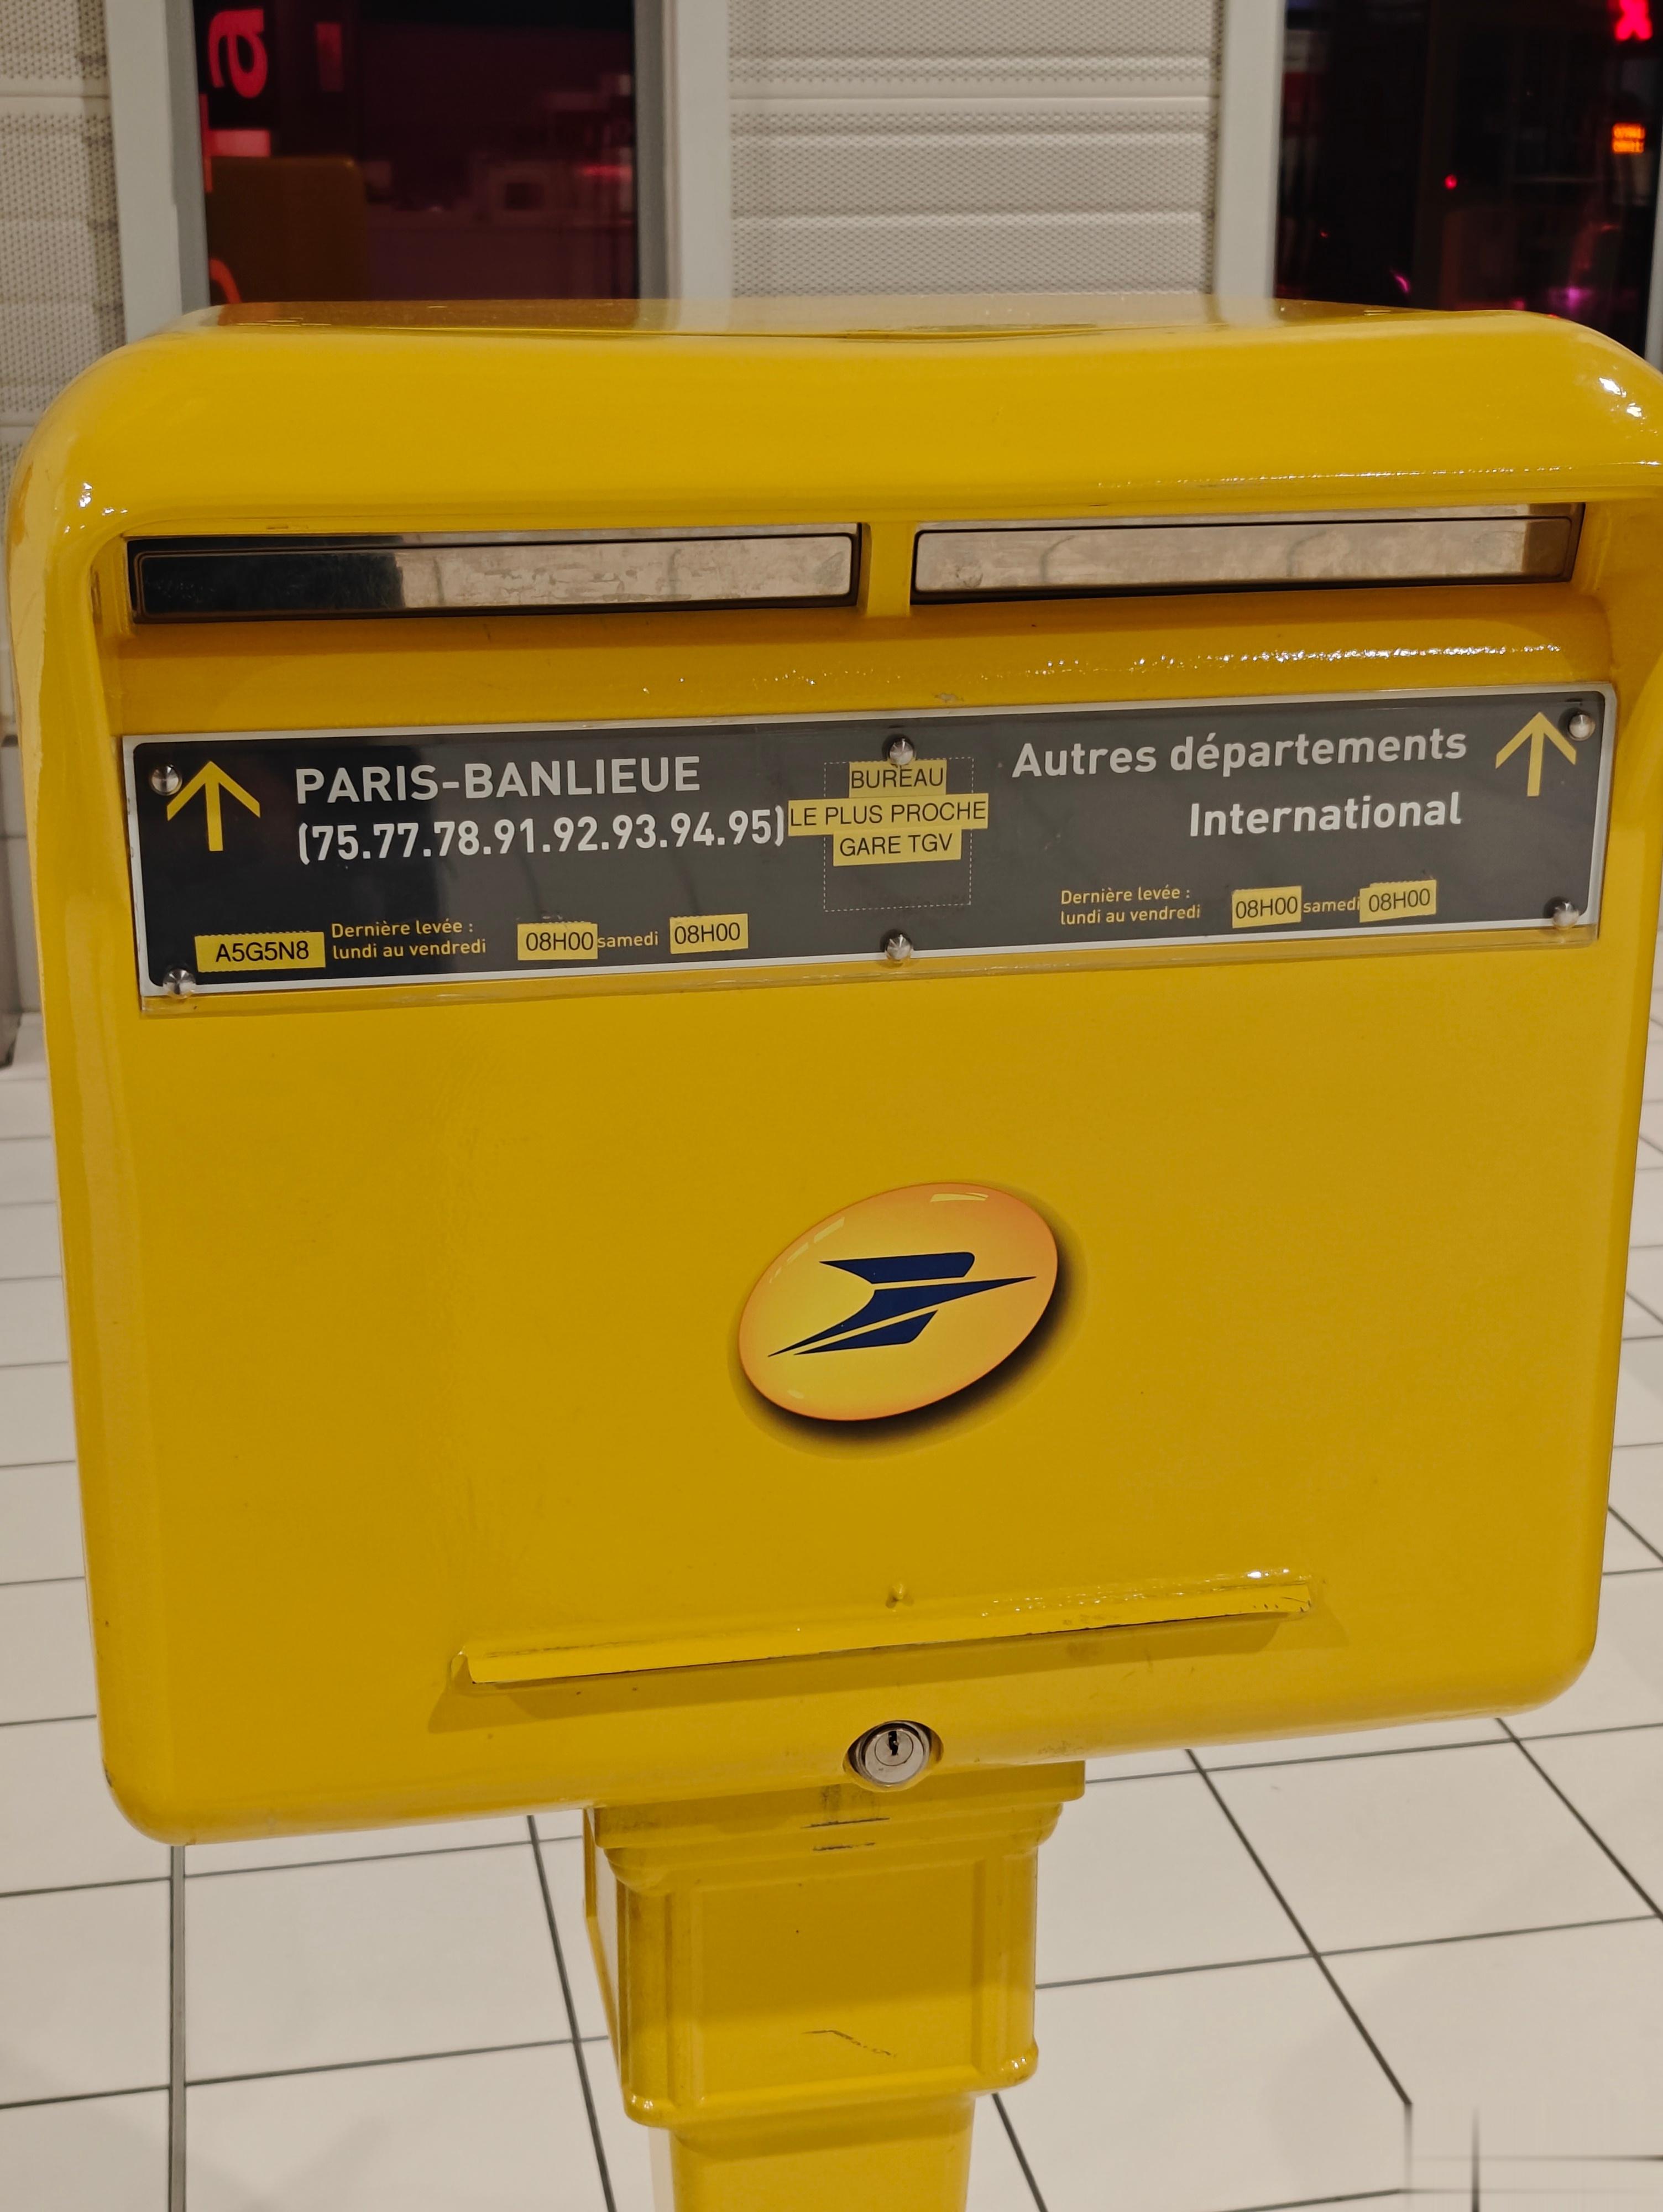 PARIS-BANLIEUE
(75.77.78.91.92.93.94.95)
A5G5N8
Dernière levée :
lundi au vendredi 08H00 samedi 08H00
BUREAU
LE PLUS PROCHE
GARE TGV
Autres départements
International
Dernière levée :
lundi au vendredi 08H00 samedi 08H00